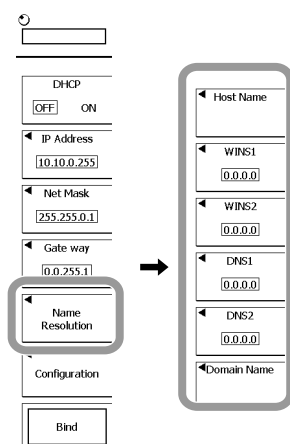 DHCP
OFF ON
IP Address
10.10.0.255
Net Mask
255.255.0.1
Gate way
0.0.255.1
Name
Resolution
Configuration
Bind
Host Name
WINS1
0.0.0.0
WINS2
0.0.0.0
DNS1
0.0.0.0
DNS2
0.0.0.0
Domain Name